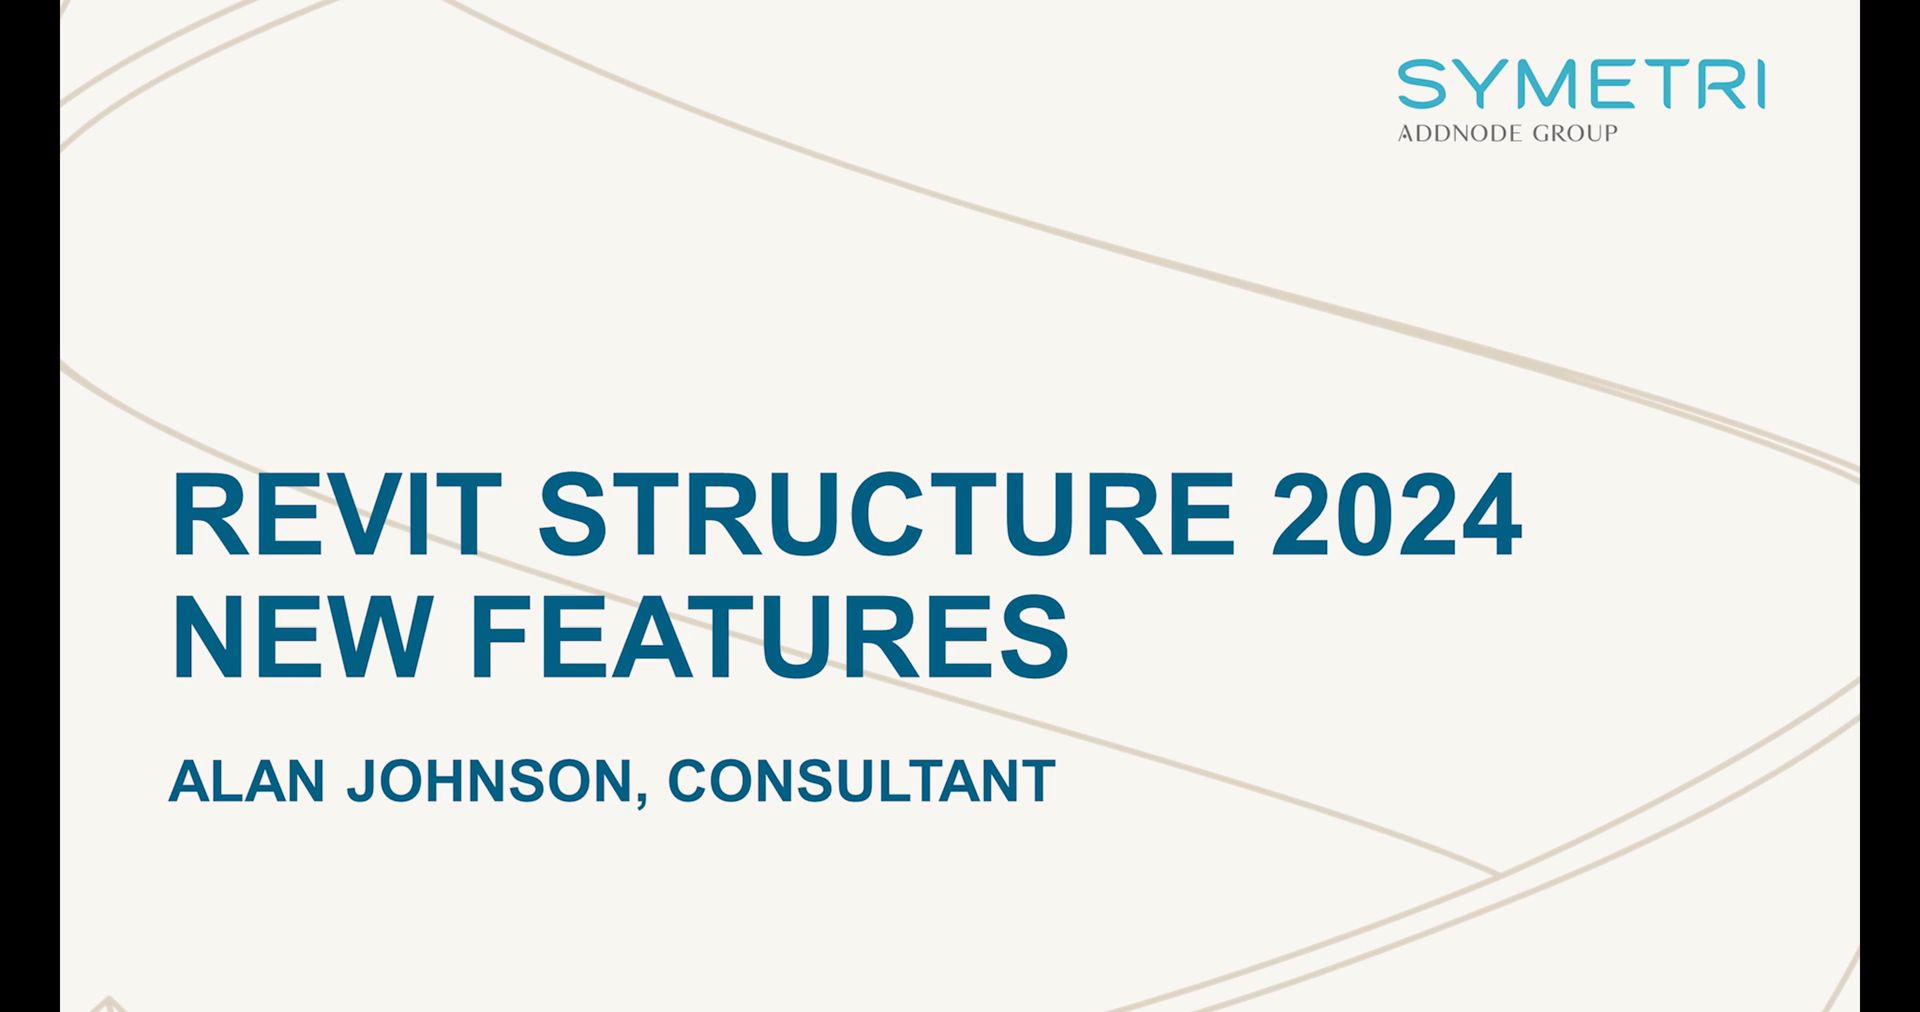 SYMETRI
ADDNODE GROUP
REVIT STRUCTURE 2024
NEW FEATURES
ALAN JOHNSON, CONSULTANT